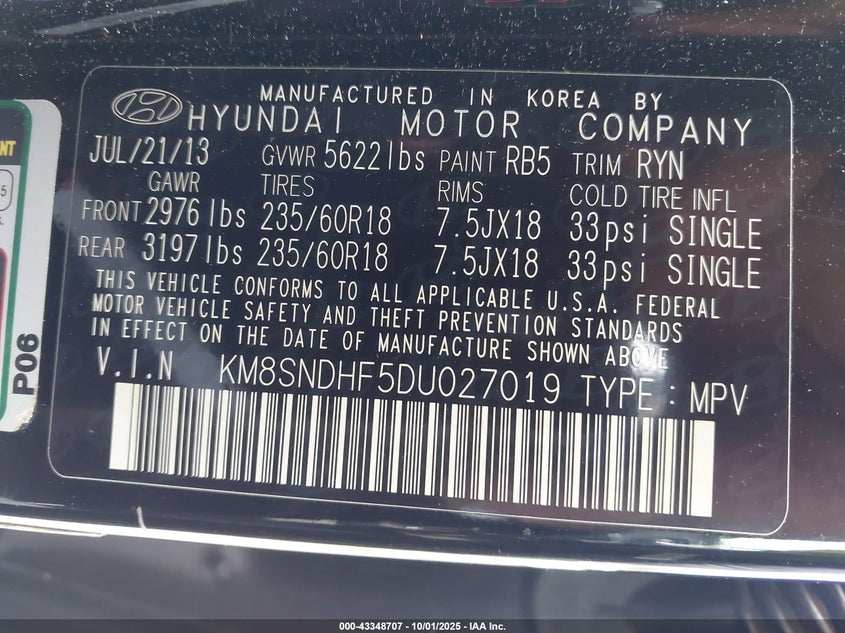 MANUFACTURED IN KOREA BY
HYUNDAI MOTOR COMPANY
JUL/21/13 GVWR 5622lbs PAINT RB5 TRIM RYN
GAWR TIRES RIMS COLD TIRE INFL
FRONT 2976 lbs 235/60R18 7.5JX18 33psi SINGLE
REAR 3197 lbs 235/60R18 7.5JX18 33psi SINGLE
THIS VEHICLE CONFORMS TO ALL APPLICABLE U.S.A. FEDERAL
MOTOR VEHICLE SAFETY AND THEFT PREVENTION STANDARDS
IN EFFECT ON THE DATE OF MANUFACTURE SHOWN ABOVE
V.I.N KM8SNDHF5DU027019 TYPE : MPV
P06
000-43348707 - 10/01/2025 - IAA Inc.